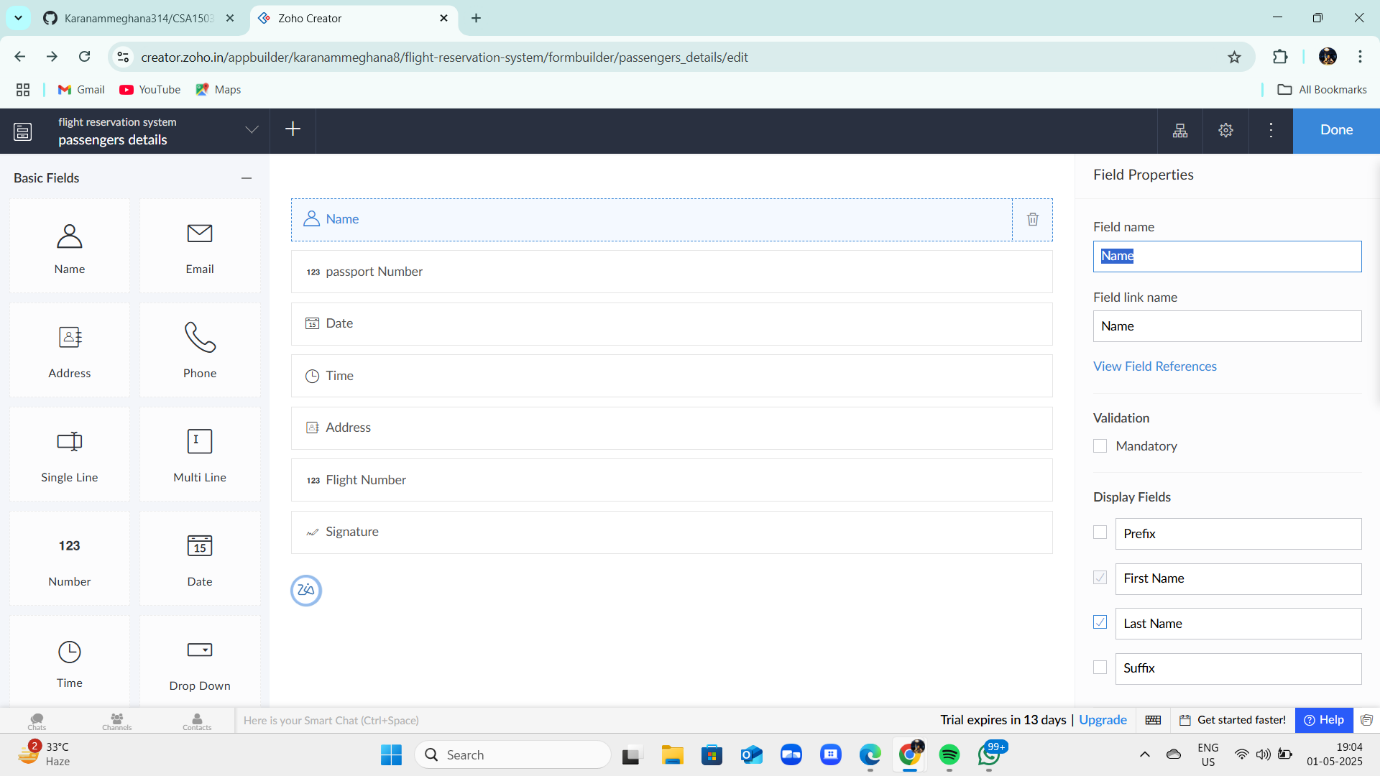 Karanammeghana314/CSA1503
Zoho Creator
creator.zoho.in/appbuilder/karanammeghana8/flight-reservation-system/formbuilder/passengers_details/edit
Gmail
YouTube
Maps
All Bookmarks
flight reservation system
passengers details
Done
Basic Fields
Name
Email
Address
Phone
Single Line
I
Multi Line
123
Number
15
Date
Time
Drop Down
Name
123 passport Number
15 Date
Time
Address
123 Flight Number
Signature
Zia
Field Properties
Field name
Name
Field link name
Name
View Field References
Validation
Mandatory
Display Fields
Prefix
First Name
Last Name
Suffix
Chats
Channels
Contacts
Here is your Smart Chat (Ctrl+Space)
Trial expires in 13 days | Upgrade
Get started faster!
? Help
2
33°C
Haze
Search
99+
ENG
US
19:04
01-05-2025